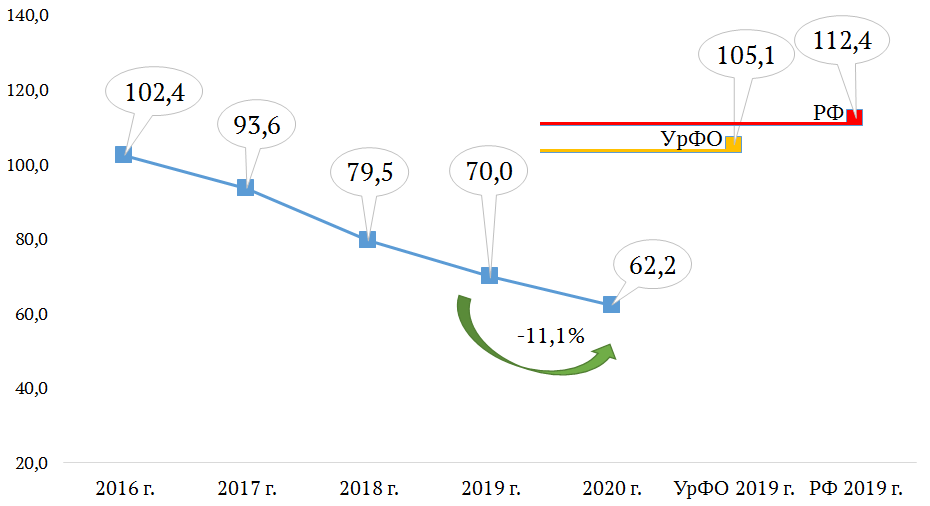 140,0
120,0
100,0
80,0
60,0
40,0
20,0
102,4
93,6
79,5
70,0
62,2
105,1
112,4
РФ
УрФО
-11,1%
2016 г.
2017 г.
2018 г.
2019 г.
2020 г.
УрФО 2019 г.
РФ 2019 г.